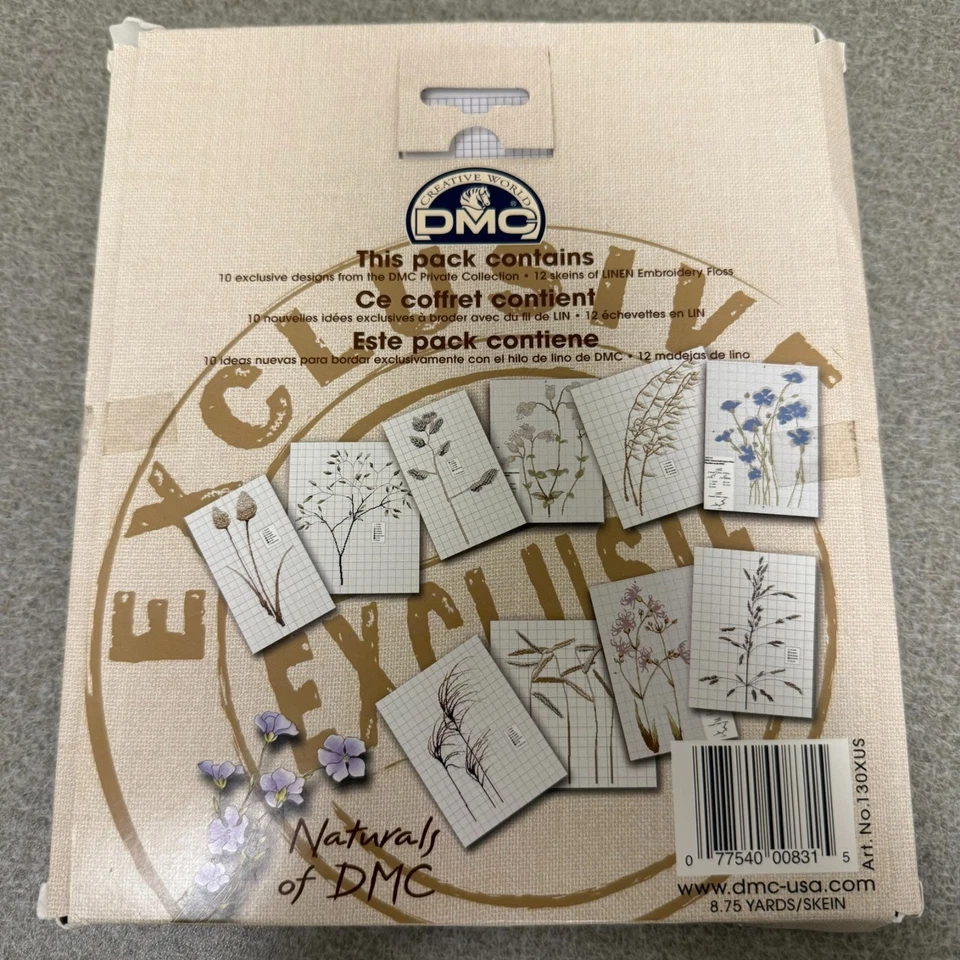 CREATIVE WORLD
DMC
®
This pack contains
10 exclusive designs from the DMC Private Collection • 12 skeins of LINEN Embroidery Floss
Ce coffret contient
10 nouvelles idées exclusives à broder avec du fil de LIN • 12 échevettes en LIN
Este pack contiene
10 ideas nuevas para bordar exclusivamente con el hilo de lino de DMC • 12 madejas de lino
EXCLUSIV
EXCLUSIVE
Naturals
of DMC
0 77540 00831 5
Art. No.130XUS
www.dmc-usa.com
8.75 YARDS/SKEIN